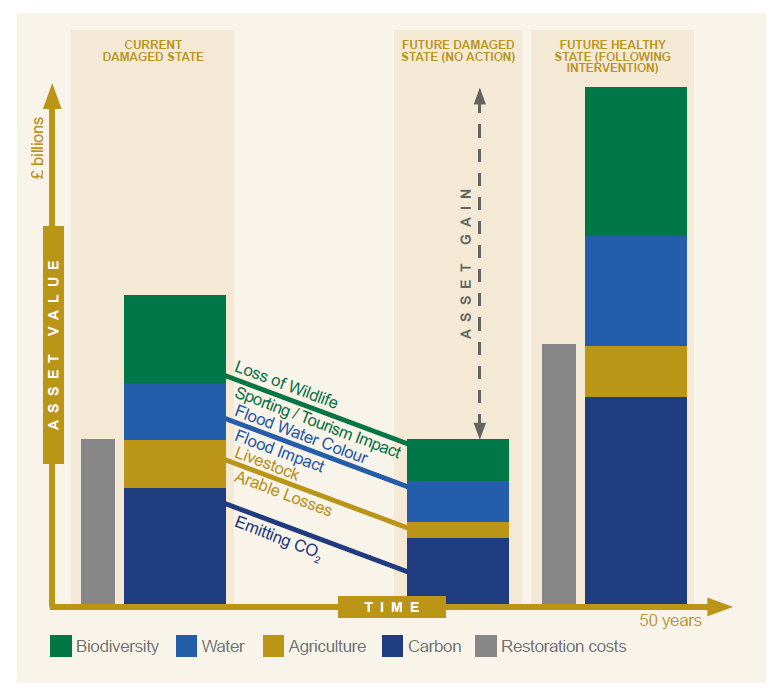 CURRENT
DAMAGED STATE
FUTURE DAMAGED
STATE (NO ACTION)
FUTURE HEALTHY
STATE (FOLLOWING
INTERVENTION)
£ billions
ASSET VALUE
ASSET GAIN
Loss of Wildlife
Sporting / Tourism Impact
Flood Water Colour
Flood Impact
Livestock
Arable Losses
Emitting CO₂
TIME
50 years
Biodiversity
Water
Agriculture
Carbon
Restoration costs